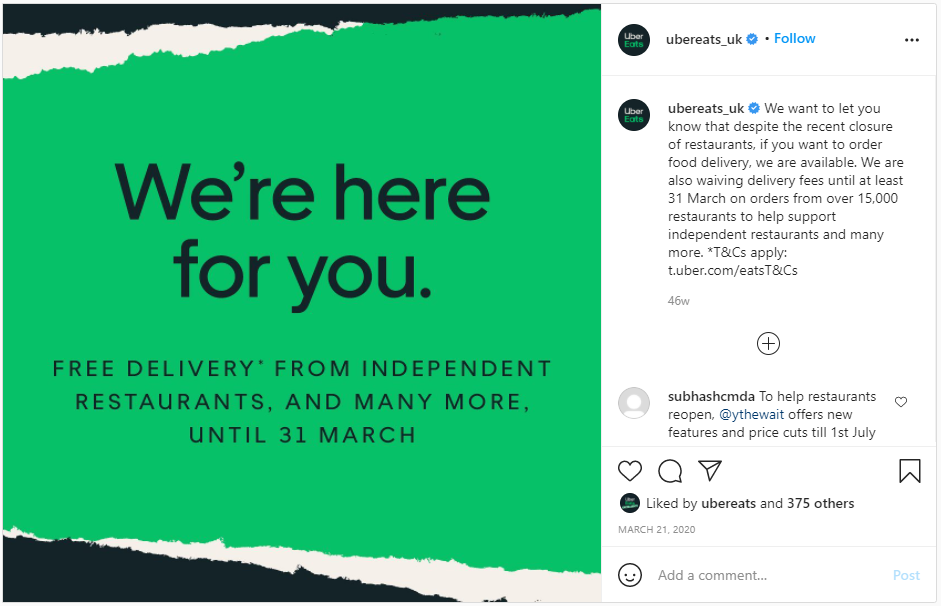 We're here
for you.
FREE DELIVERY* FROM INDEPENDENT
RESTAURANTS, AND MANY MORE,
UNTIL 31 MARCH
Uber
Eats
ubereats_uk • Follow
Uber
Eats
ubereats_uk We want to let you
know that despite the recent closure
of restaurants, if you want to order
food delivery, we are available. We are
also waiving delivery fees until at least
31 March on orders from over 15,000
restaurants to help support
independent restaurants and many
more. *T&Cs apply:
t.uber.com/eatsT&Cs
46w
subhashcmda To help restaurants
reopen, @ythewait offers new
features and price cuts till 1st July
Liked by ubereats and 375 others
MARCH 21, 2020
Add a comment... Post